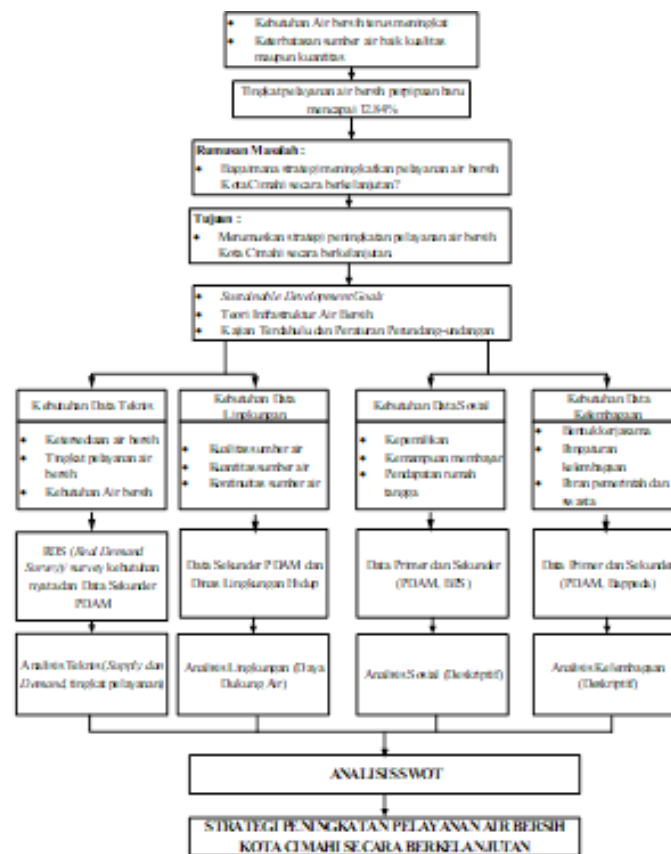 • Kebutuhan Air bersih terus meningkat
• Keterbatasan sumber air baik kualitas
maupun kuantitas
Tingkat pelayanan air bersih perpipaan baru
mencapai 12.84%
Rumusan Masalah :
• Bagaimana strategi meningkatkan pelayanan air bersih
Kota Cimahi secara berkelanjutan?
Tujuan :
• Merumuskan strategi peningkatan pelayanan air bersih
Kota Cimahi secara berkelanjutan.
• Sustainable Development Goals
• Teori Infrastruktur Air Bersih
• Kajian Terdahulu dan Peraturan Perundang-undangan
Kebutuhan Data Teknis
• Ketersediaan air bersih
• Tingkat pelayanan air
bersih
• Kebutuhan Air bersih
RDS (Real Demand
Survey)/ survey kebutuhan
nyata dan Data Sekunder
PDAM
Analisis Teknis (Supply dan
Demand, tingkat pelayanan)
Kebutuhan Data
Lingkungan
• Kualitas sumber air
• Kuantitas sumber air
• Kontinuitas sumber air
Data Sekunder PDAM dan
Dinas Lingkungan Hidup
Analisis Lingkungan (Daya
Dukung Air)
Kebutuhan Data Sosial
• Kepemilikan
• Kemampuan membayar
• Pendapatan rumah
tangga
Data Primer dan Sekunder
(PDAM, BPS)
Analisis Sosial (Deskriptif)
Kebutuhan Data
Kelembagaan
• Bentuk kerjasama
• Pengaturan
kelembagaan
• Peran pemerintah dan
swasta
Data Primer dan Sekunder
(PDAM, Bappeda)
Analisis Kelembagaan
(Deskriptif)
ANALISIS SWOT
STRATEGI PENINGKATAN PELAYANAN AIR BERSIH
KOTA CIMAHI SECARA BERKELANJUTAN